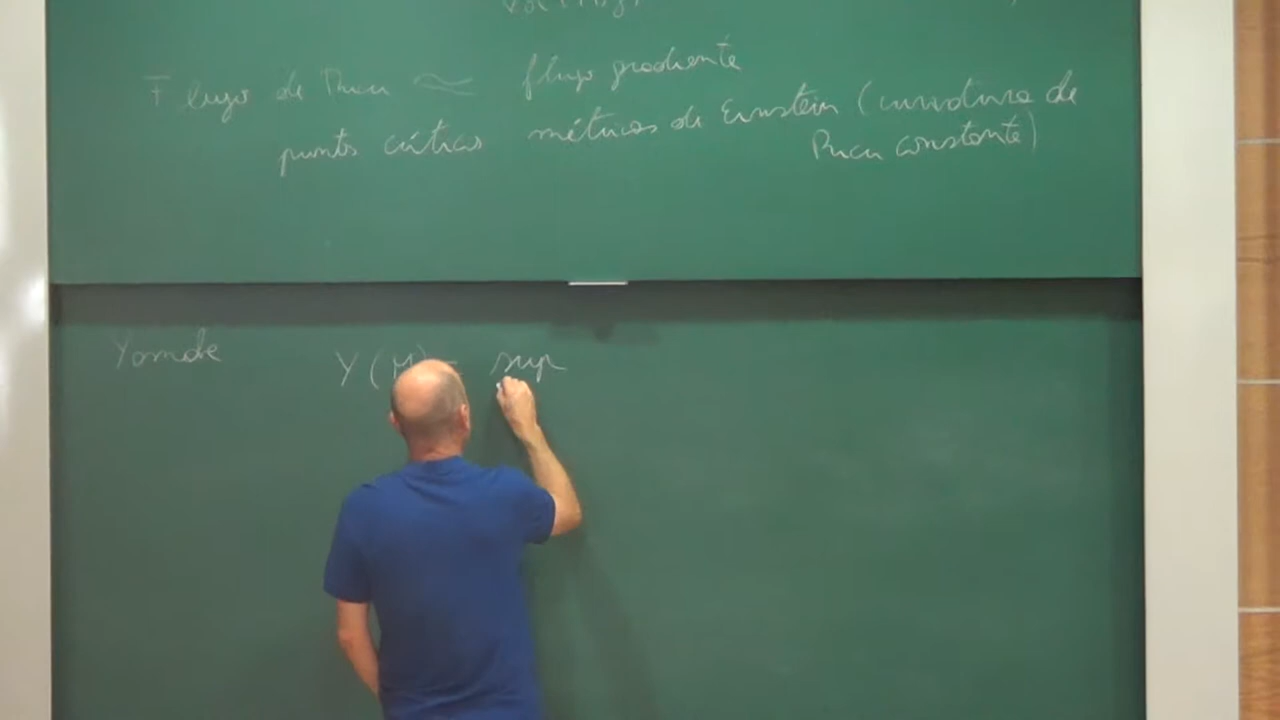 Flujo de Ricci ≈ flujo gradiente
puntos críticos métricas de Einstein (curvatura de
Ricci constante)
Yamabe Y(M) = sup